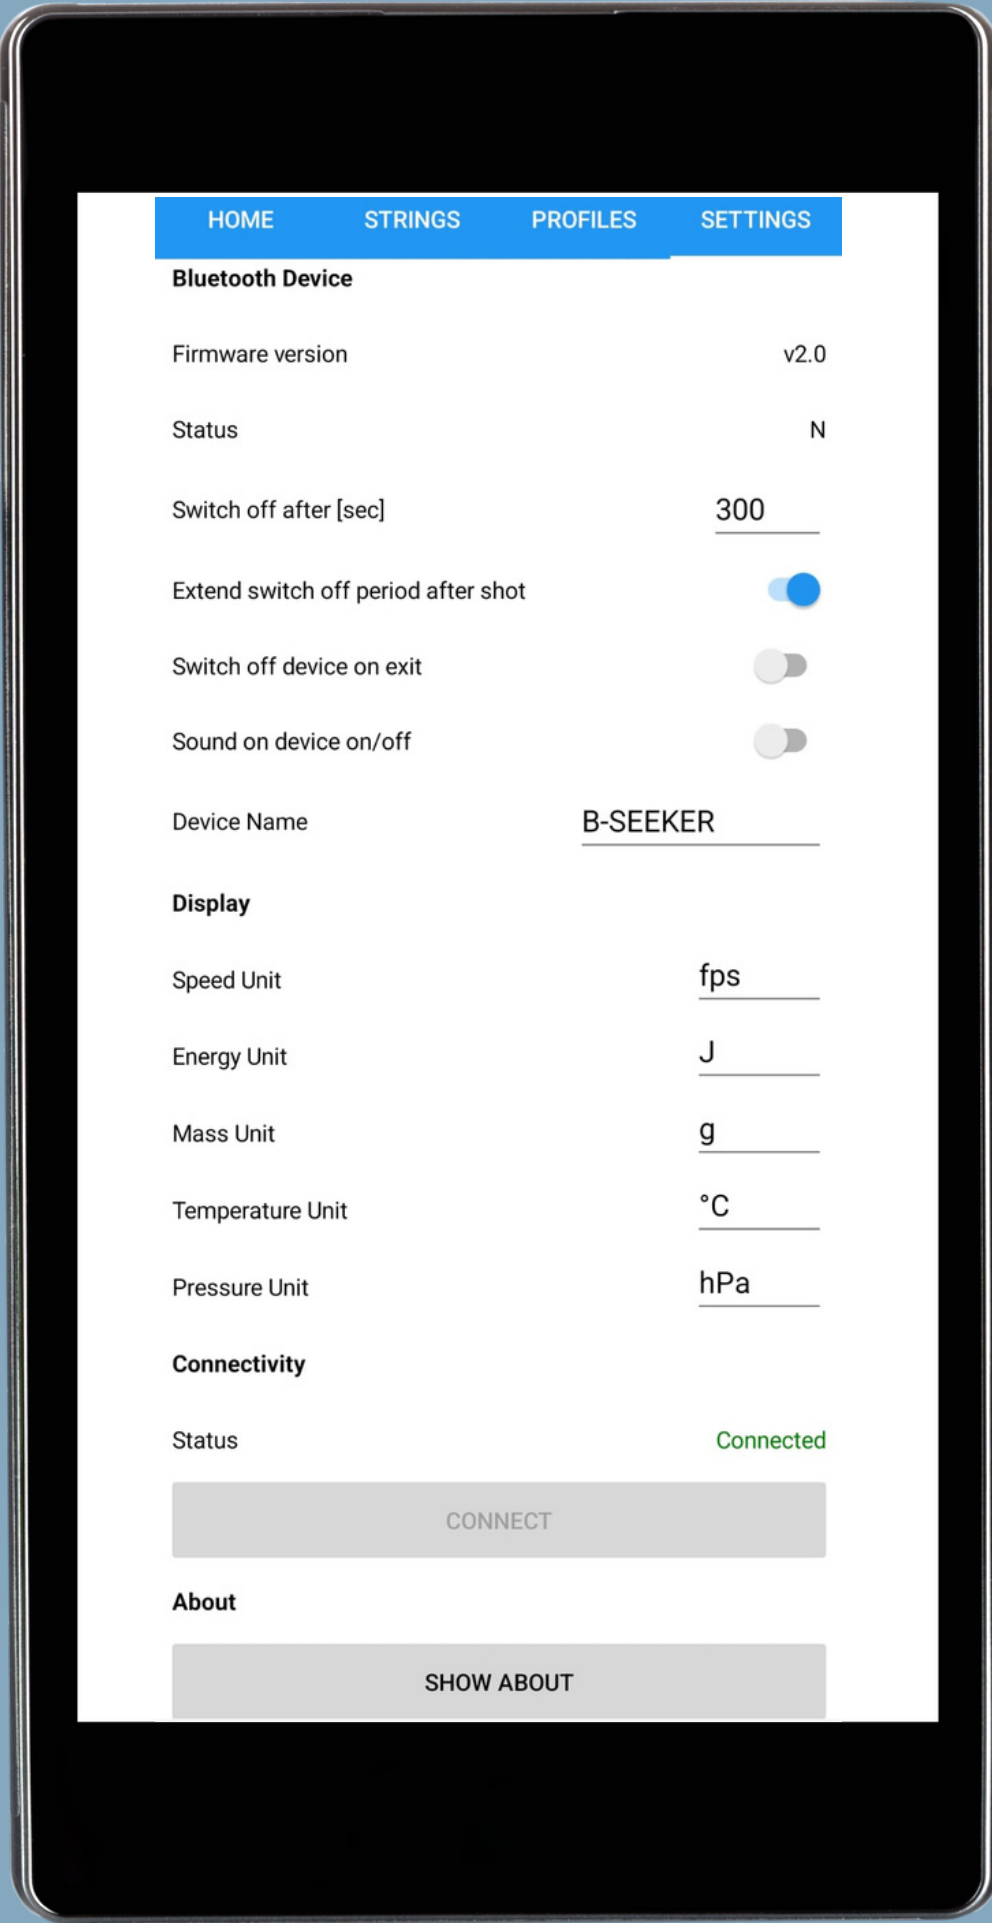 HOME STRINGS PROFILES SETTINGS
Bluetooth Device
Firmware version v2.0
Status N
Switch off after [sec] 300
Extend switch off period after shot
Switch off device on exit
Sound on device on/off
Device Name B-SEEKER
Display
Speed Unit fps
Energy Unit J
Mass Unit g
Temperature Unit °C
Pressure Unit hPa
Connectivity
Status Connected
CONNECT
About
SHOW ABOUT